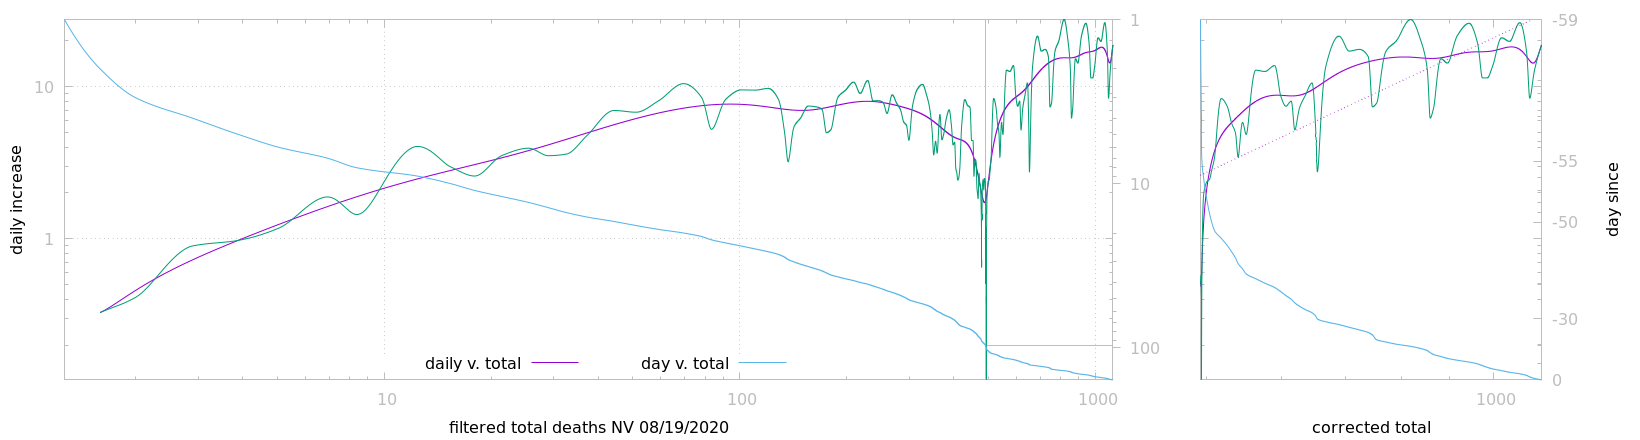 daily increase
10
1
daily v. total
day v. total
10
100
1000
filtered total deaths NV 08/19/2020
1
10
100
1000
corrected total
-59
-55
-50
-30
0
day since